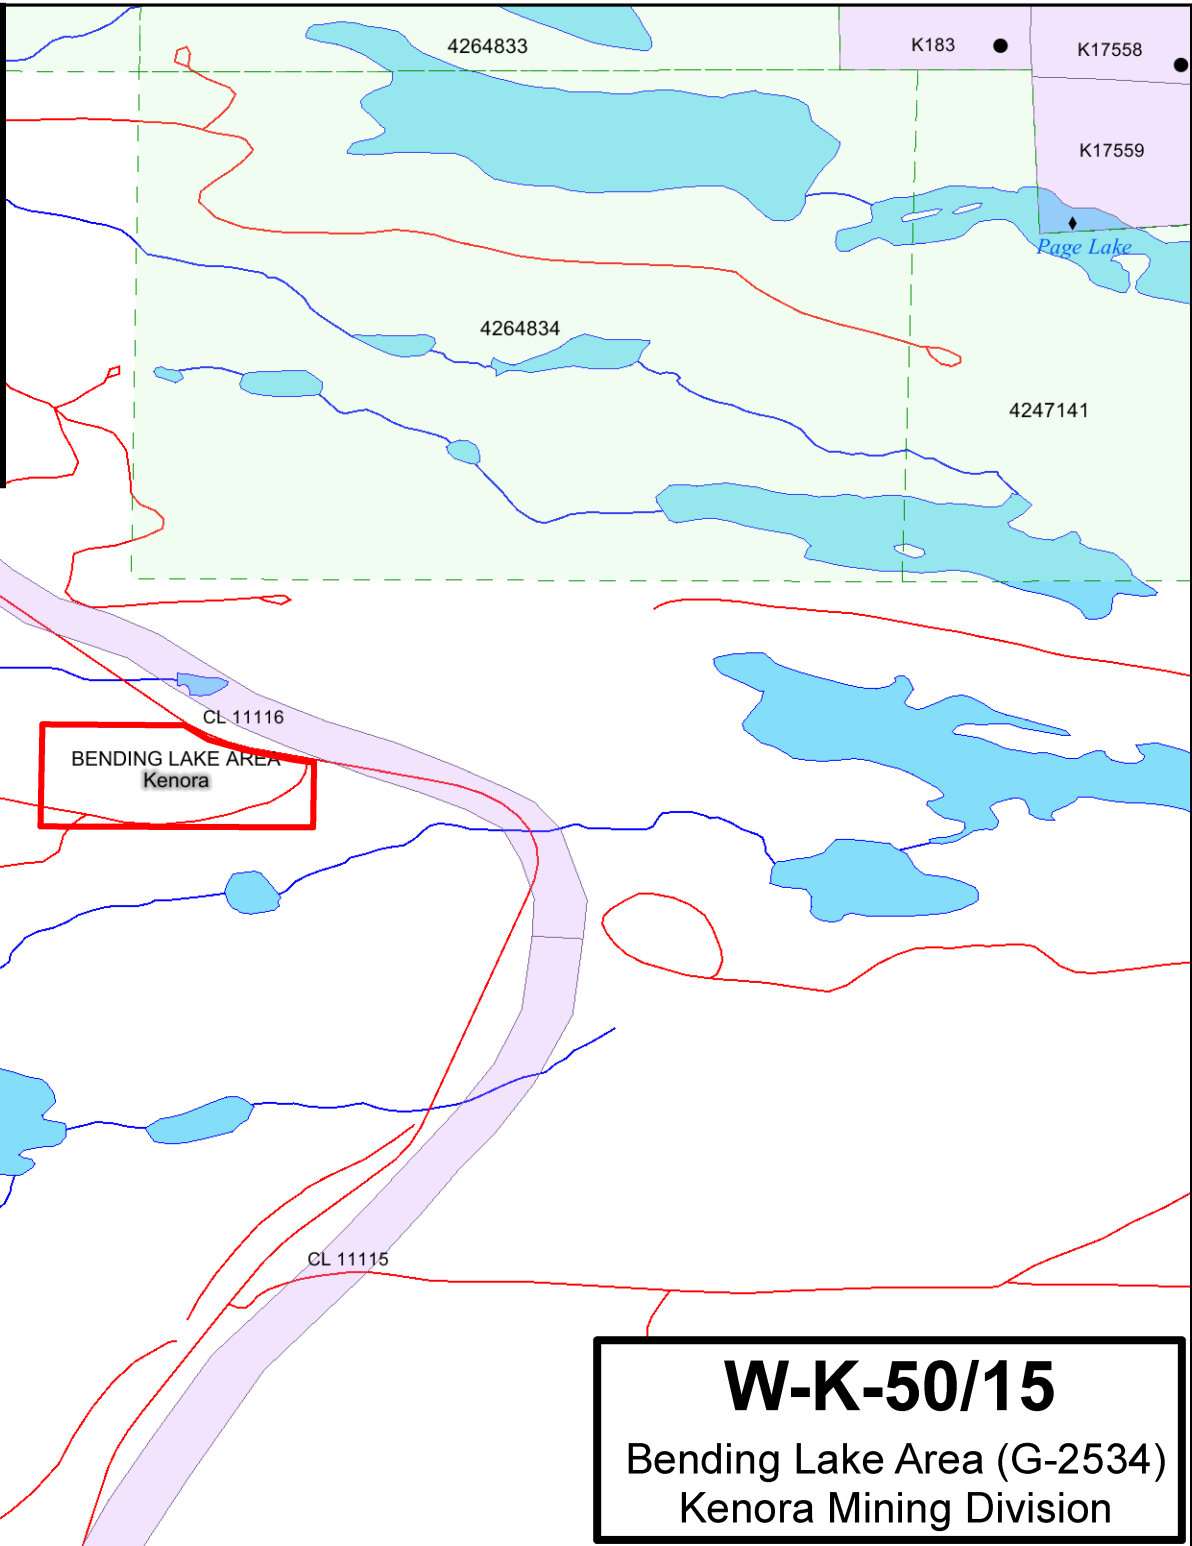 4264833
K183
K17558
K17559
Page Lake
4264834
4247141
CL 11116
BENDING LAKE AREA
Kenora
CL 11115
W-K-50/15
Bending Lake Area (G-2534)
Kenora Mining Division